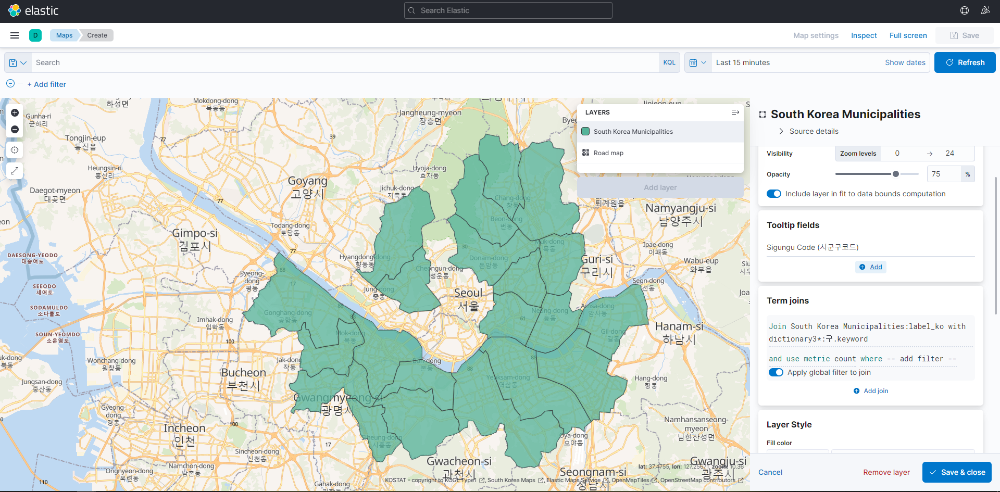 elastic
Search Elastic
D
Maps
Create
Map settings
Inspect
Full screen
Save
Search
KQL
Last 15 minutes
Show dates
Refresh
+ Add filter
LAYERS
South Korea Municipalities
Road map
Add layer
South Korea Municipalities
Source details
Visibility
Zoom levels
0
24
Opacity
75
%
Include layer in fit to data bounds computation
Tooltip fields
Sigungu Code (시군구코드)
Add
Term joins
Join South Korea Municipalities:label_ko with
dictionary3*:구.keyword
and use metric count where -- add filter --
Apply global filter to join
Add join
Layer Style
Fill color
Cancel
Remove layer
Save & close
하성면
Mokdong-dong
목동동
Gunha-ri
군하리
Tongjin-eup
통진읍
77
39
Jangheung-myeon
장흥면
Heungsin-ri
흥신리
Hyoja-dong
효자동
Goyang
고양시
Jichuk-dong
지축동
Daegot-myeon
대곶면
77
Chang-dong
창동
퇴계원읍
Namyangju-si
남양주시
Beon-dong
번동
Todang-dong
토당동
Gimpo-si
김포시
77
30
Muk-dong
묵동
Ipae-dong
이패동
DAESONG-YEODO
대송여도
Hyangdong-dong
향동동
Donam-dong
돈암동
Guri-si
구리시
Wabu-eup
와부읍
Cheongun-dong
청운동
Pyeong-
dong
평동
88
17
Seon-dong
선동
SEEODO
세어도
Jung-dong
중동
Seoul
서울
SODAMULDO
소다물도
88
Gonghang-dong
공항동
Amsa-dong
암사동
Neung-dong
능동
61
Imhak-dong
임학동
Hanam-si
하남시
SOUN-YEOMDO
소운염도
Mok-dong
목동
Gil-dong
길동
100
Wonchang-dong
원창동
Jak-dong
작동
Bon-dong
본동
88
88
Bucheon
부천시
Yeoksam-dong
역삼동
Hang-dong
항동
Jungsan-dong
중산동
Gwangmyeong-si
광명시
Gyeong-
dong
경동
100
Incheon
인천
Namhansanseong-
myeon
남한산성면
Siheung-dong
시흥동
Oya-dong
오야동
17
Sincheon-dong
신천동
Gwacheon-si
과천시
Gwangju-si
광주시
Namchon-dong
남촌동
Ongnyeon-dong
옥련동
Seongnam-si
성남시
110
Gahak-dong
lat: 37.4755, lon: 127.25671, zoom: 10.36
KOSTAT - copyright to KOGL Type1, South Korea Maps, Elastic Maps Service, OpenMapTiles, OpenStreetMap contributors